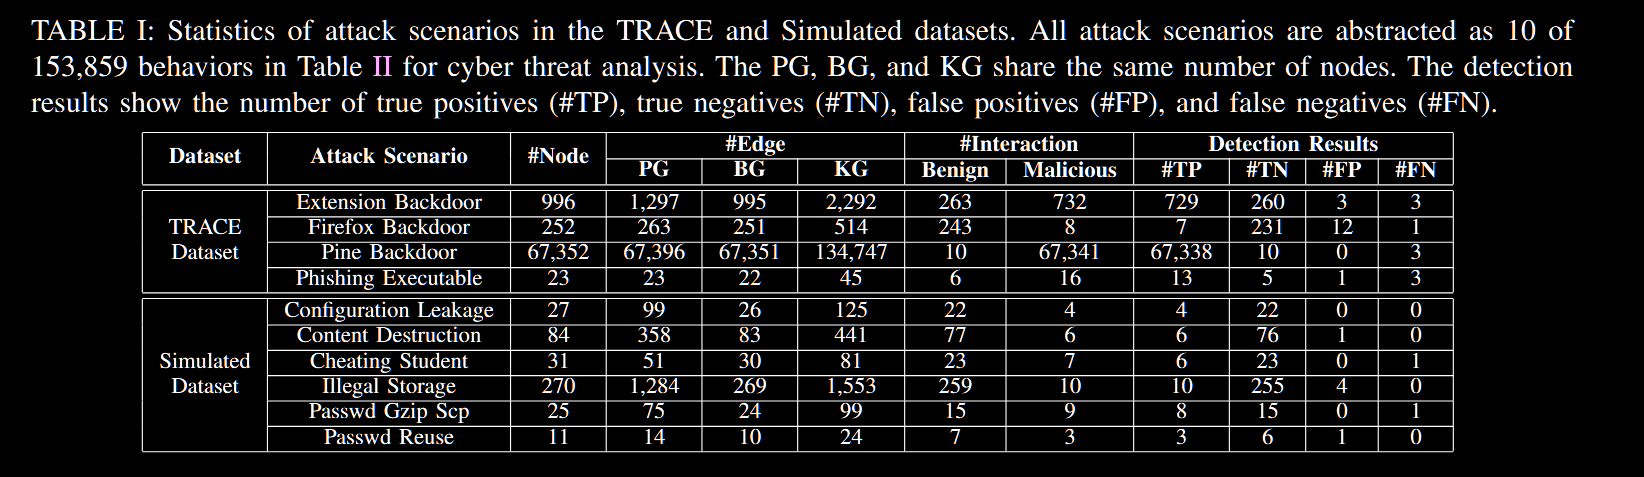 TABLE I: Statistics of attack scenarios in the TRACE and Simulated datasets. All attack scenarios are abstracted as 10 of
153,859 behaviors in Table II for cyber threat analysis. The PG, BG, and KG share the same number of nodes. The detection
results show the number of true positives (#TP), true negatives (#TN), false positives (#FP), and false negatives (#FN).
Dataset Attack Scenario #Node #Edge #Interaction Detection Results
PG BG KG Benign Malicious #TP #TN #FP #FN
TRACE Dataset
Extension Backdoor 996 1,297 995 2,292 263 732 729 260 3 3
Firefox Backdoor 252 263 251 514 243 8 7 231 12 1
Pine Backdoor 67,352 67,396 67,351 134,747 10 67,341 67,338 10 0 3
Phishing Executable 23 23 22 45 6 16 13 5 1 3
Simulated Dataset
Configuration Leakage 27 99 26 125 22 4 4 22 0 0
Content Destruction 84 358 83 441 77 6 6 76 1 0
Cheating Student 31 51 30 81 23 7 6 23 0 1
Illegal Storage 270 1,284 269 1,553 259 10 10 255 4 0
Passwd Gzip Scp 25 75 24 99 15 9 8 15 0 1
Passwd Reuse 11 14 10 24 7 3 3 6 1 0